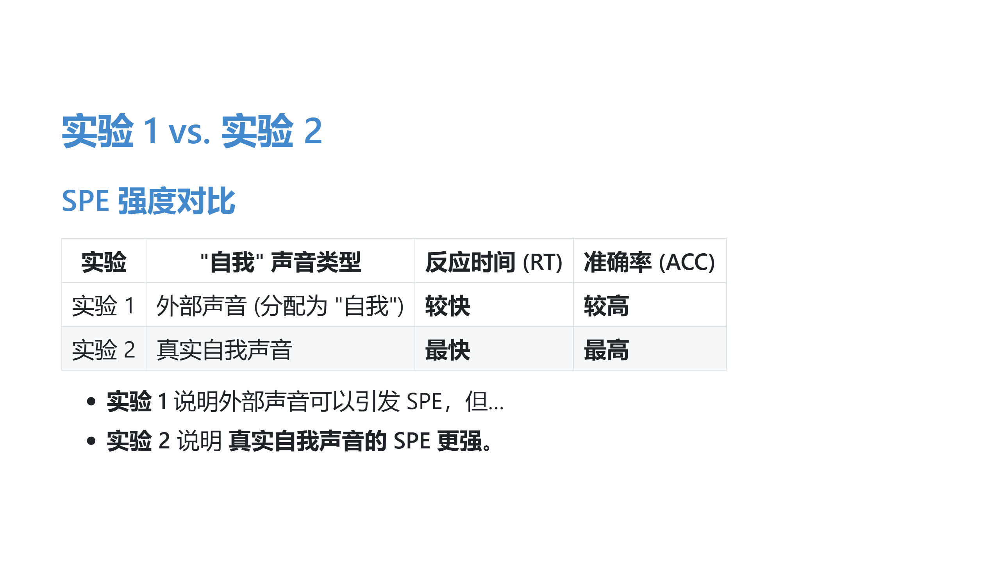 实验 1 vs. 实验 2
SPE 强度对比
实验 "自我" 声音类型 反应时间 (RT) 准确率 (ACC)
实验 1 外部声音 (分配为 "自我") 较快 较高
实验 2 真实自我声音 最快 最高
• 实验 1 说明外部声音可以引发 SPE，但...
• 实验 2 说明 真实自我声音的 SPE 更强。